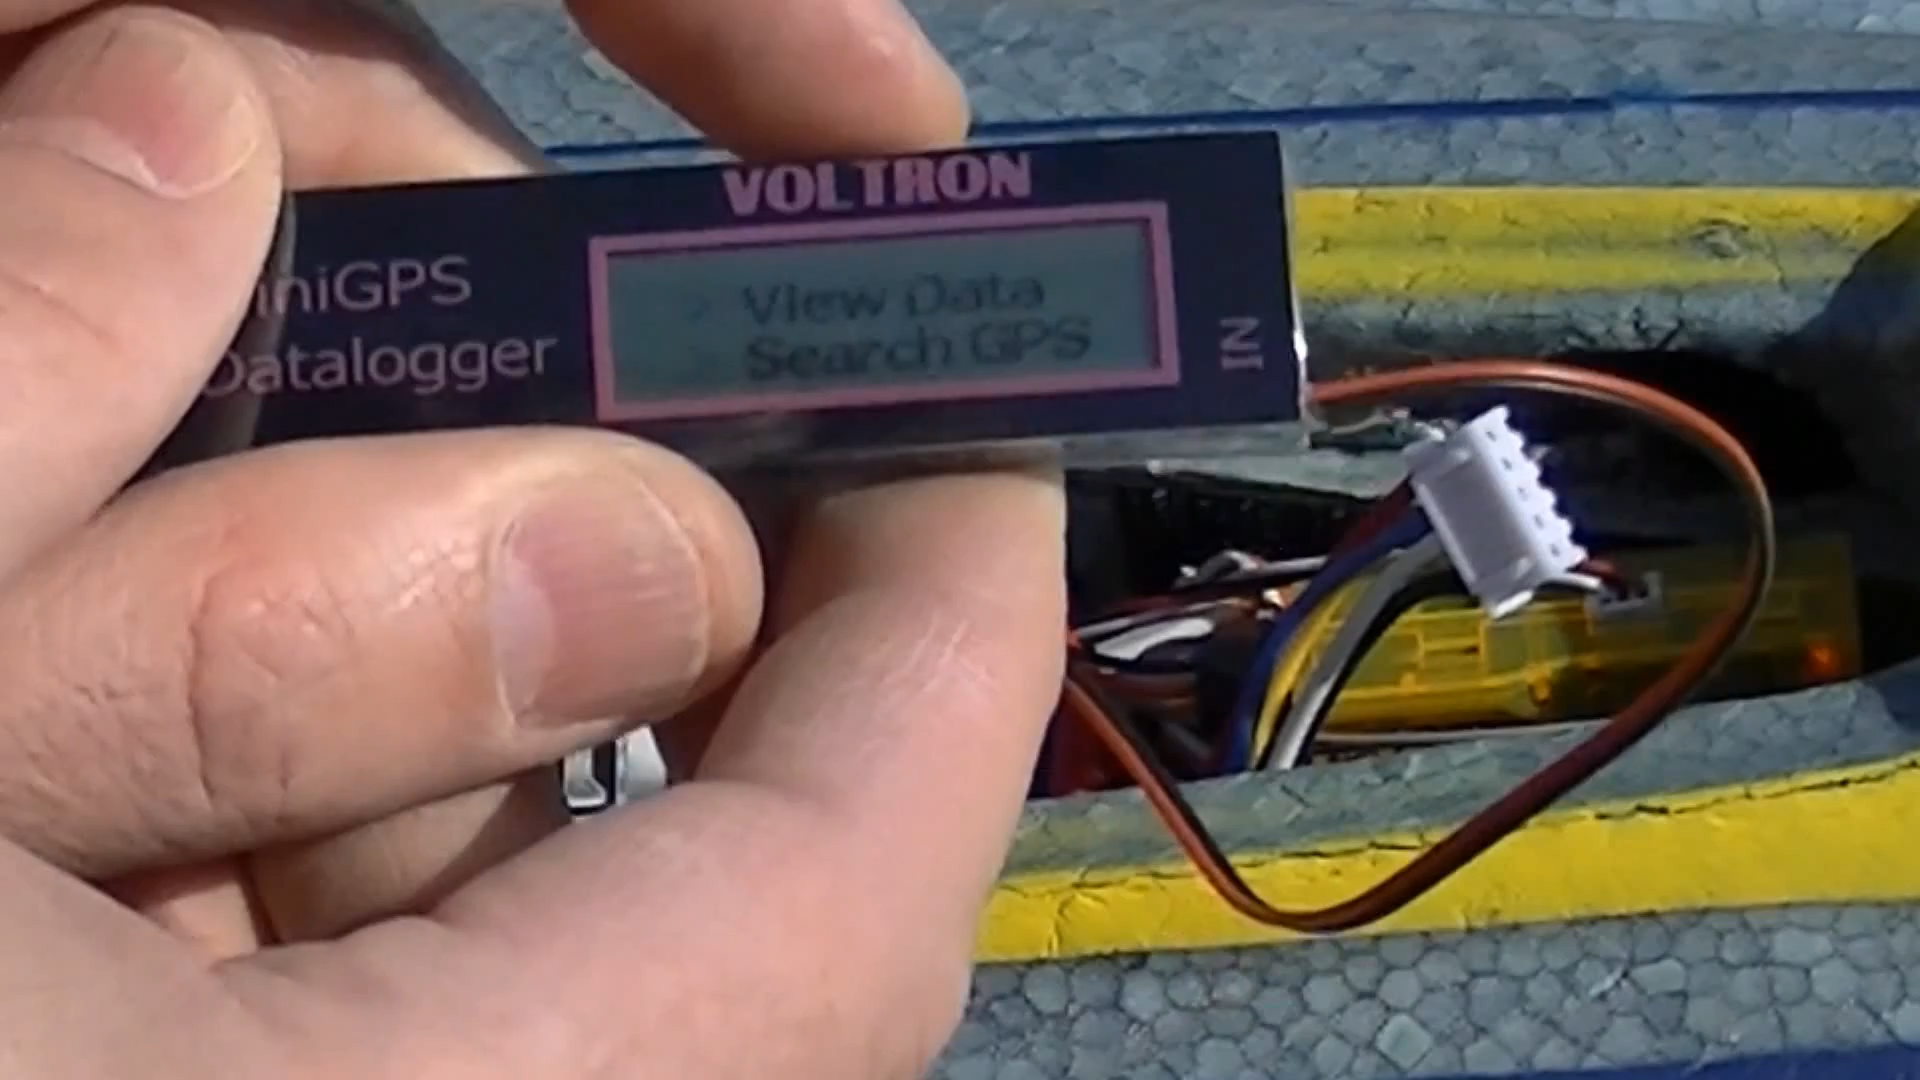 VOLTRON
iniGPS
Datalogger
View Data
Search GPS
IN